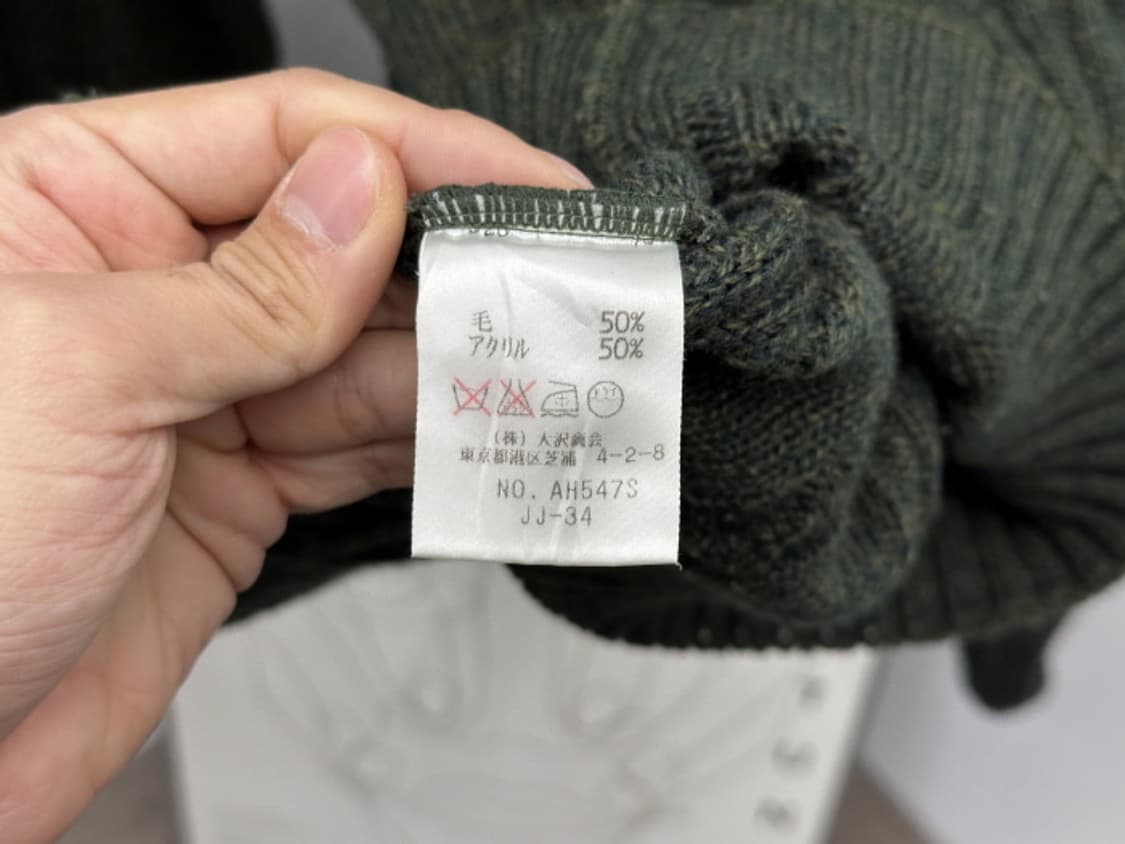 毛 50%
アクリル 50%
中
(株) 大沢商会
東京都港区芝浦 4-2-8
NO. AH547S
JJ-34